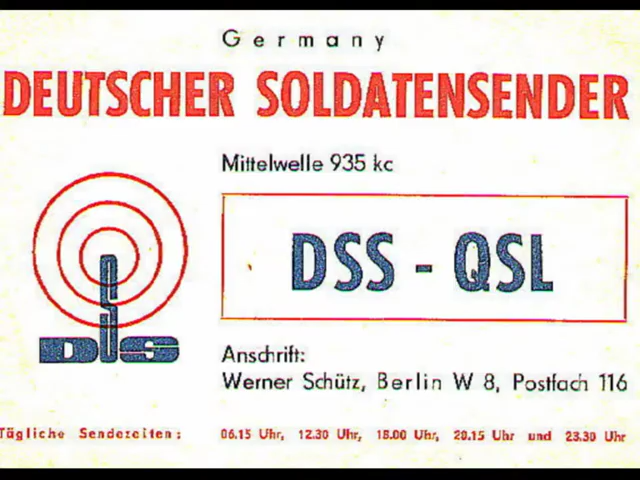 Germany
DEUTSCHER SOLDATENSENDER
Mittelwelle 935 kc
DSS - QSL
DSS
Anschrift:
Werner Schütz, Berlin W 8, Postfach 116
Tägliche Sendezeiten: 06.15 Uhr, 12.30 Uhr, 18.00 Uhr, 20.15 Uhr und 23.30 Uhr